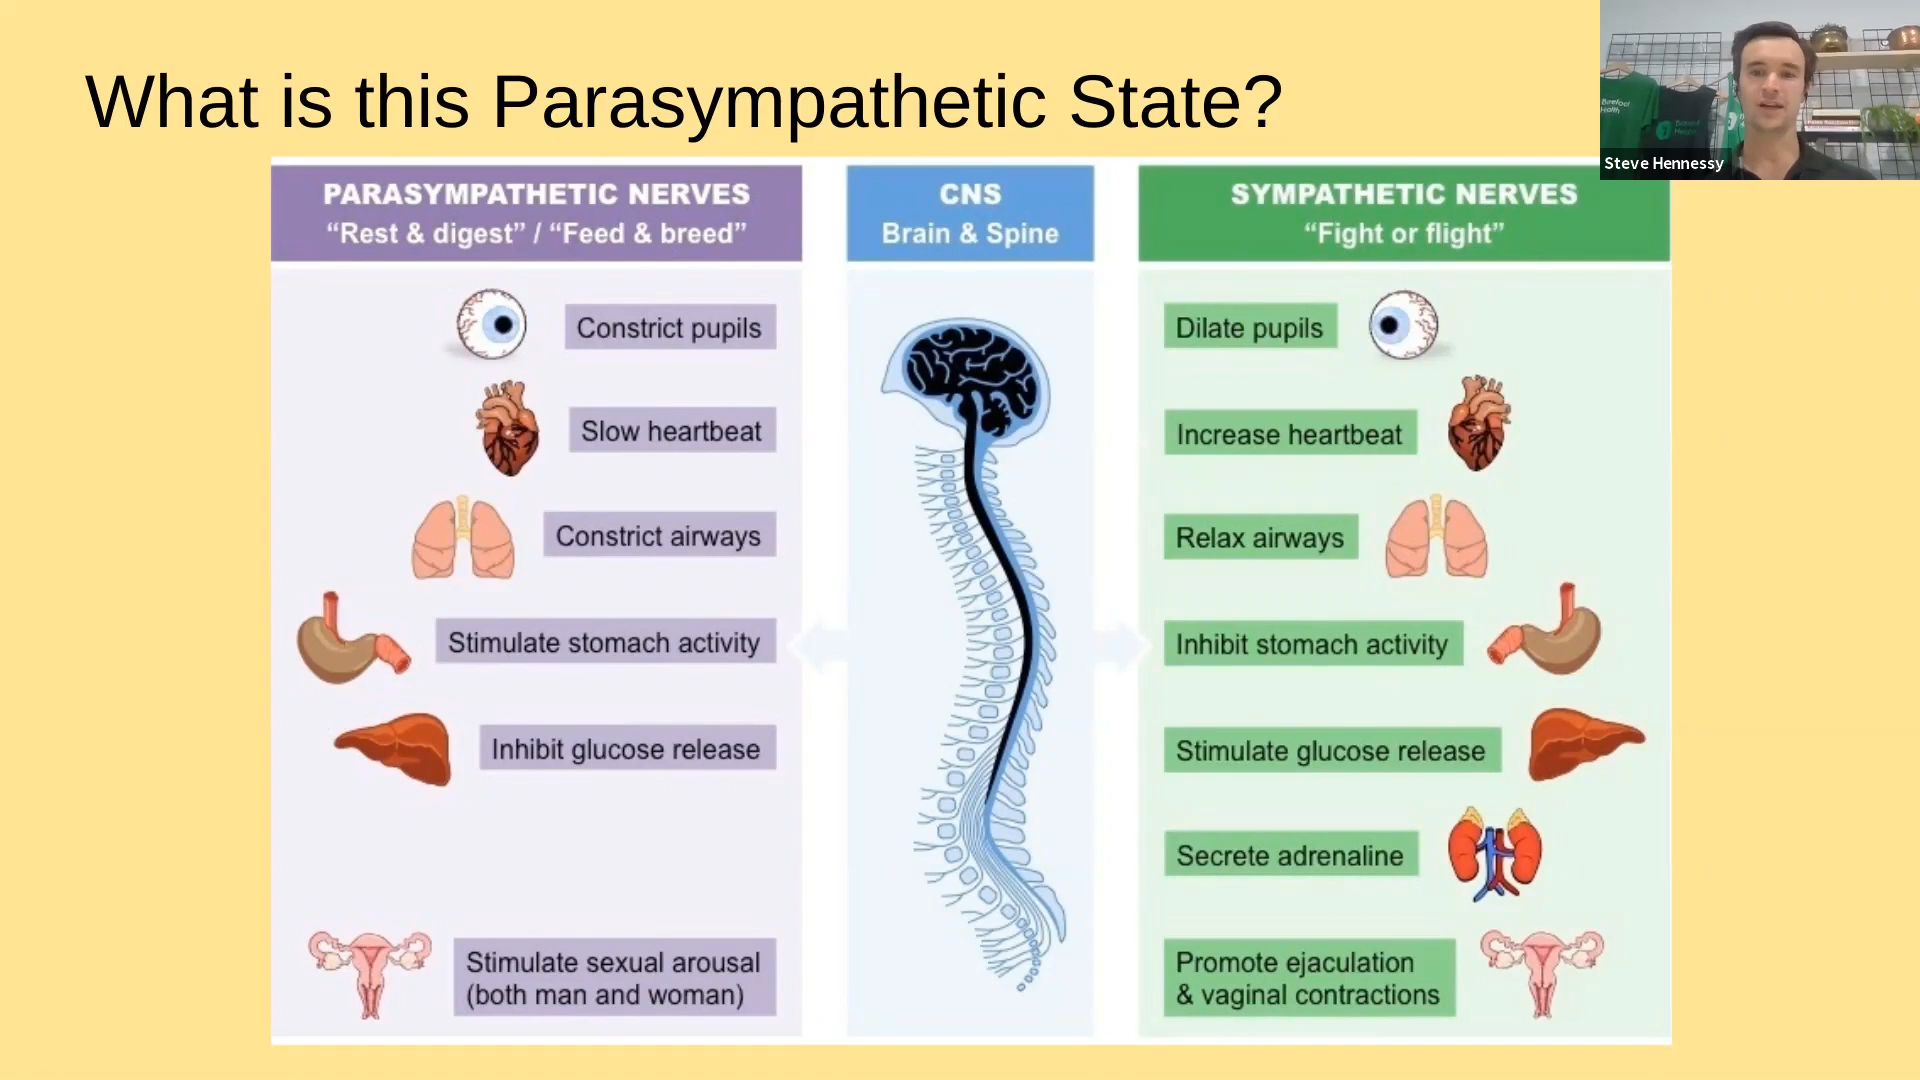 What is this Parasympathetic State?
Barefoot
Health
Steve Hennessy
PARASYMPATHETIC NERVES
“Rest & digest” / “Feed & breed”
CNS
Brain & Spine
SYMPATHETIC NERVES
“Fight or flight”
Constrict pupils
Slow heartbeat
Constrict airways
Stimulate stomach activity
Inhibit glucose release
Stimulate sexual arousal
(both man and woman)
Dilate pupils
Increase heartbeat
Relax airways
Inhibit stomach activity
Stimulate glucose release
Secrete adrenaline
Promote ejaculation
& vaginal contractions